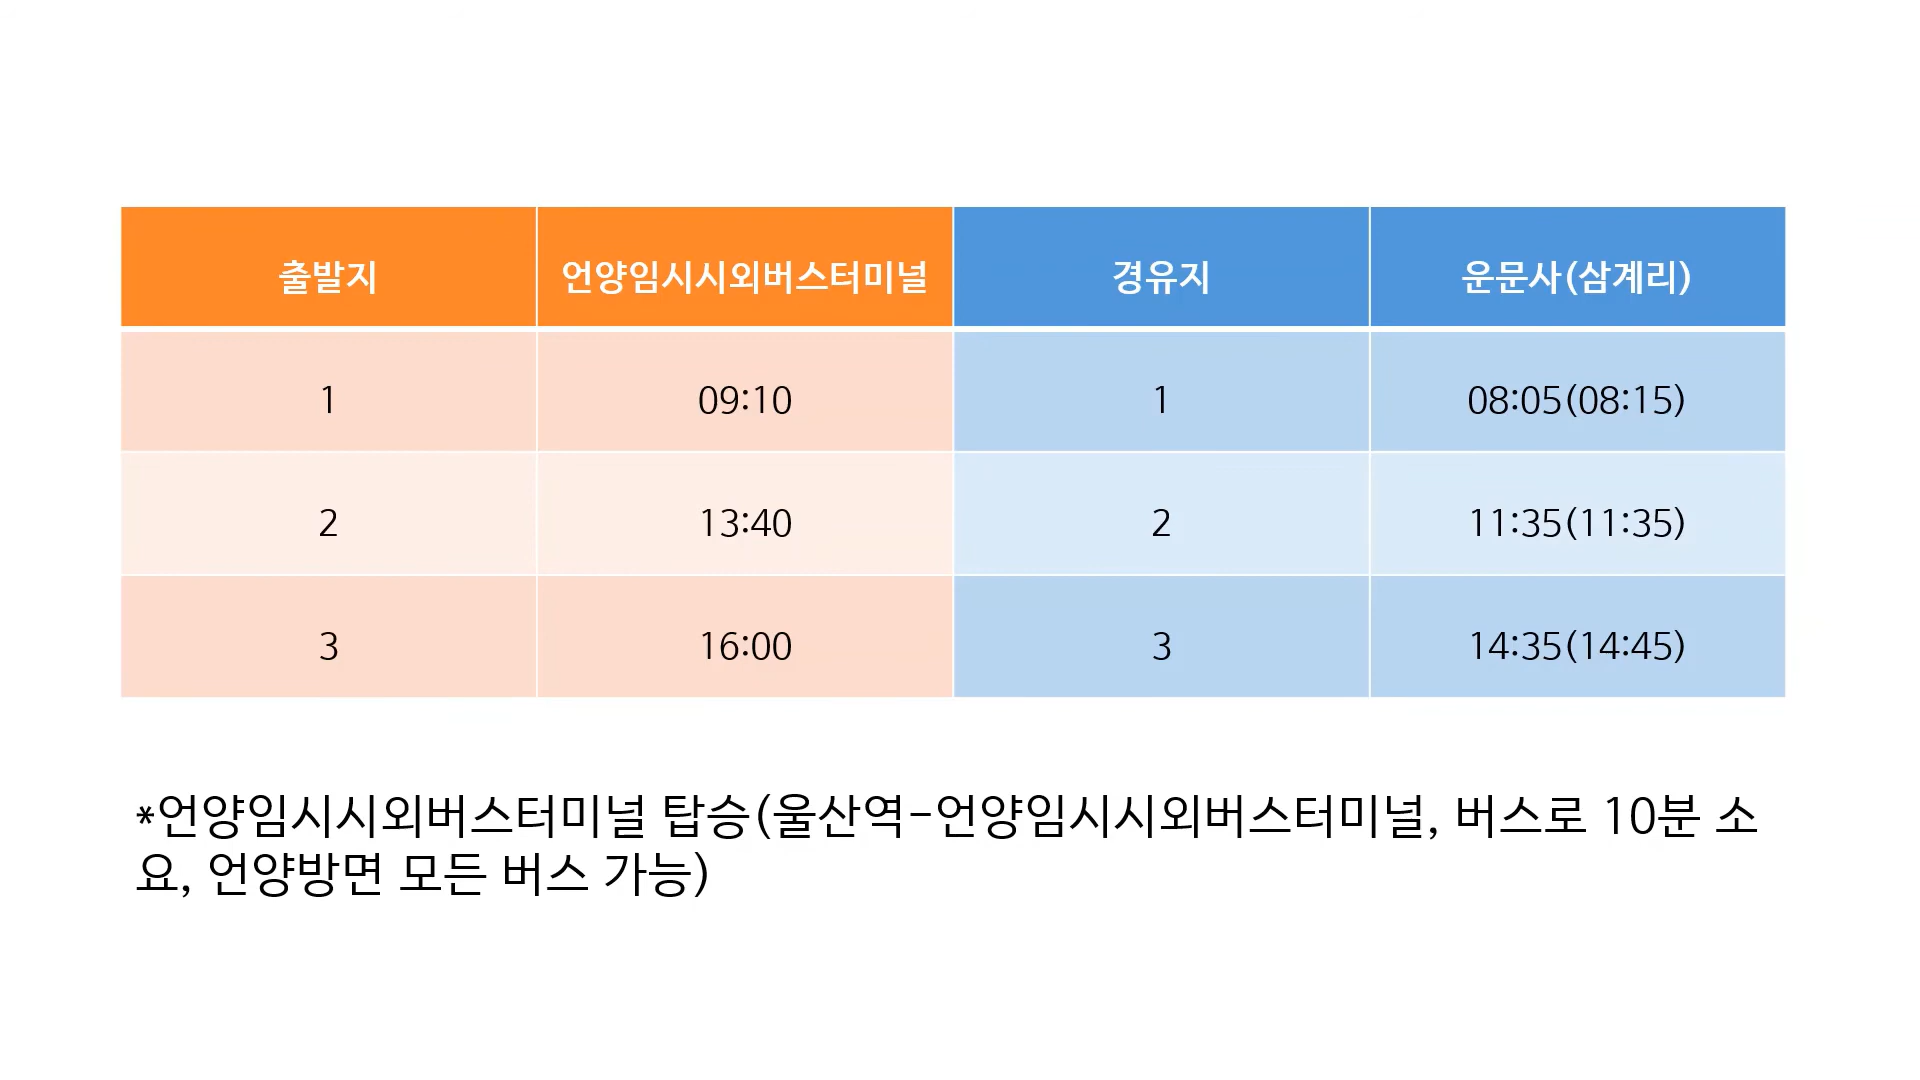 출발지 언양임시시외버스터미널 경유지 운문사(삼계리)
1 09:10 1 08:05(08:15)
2 13:40 2 11:35(11:35)
3 16:00 3 14:35(14:45)
*언양임시시외버스터미널 탑승(울산역-언양임시시외버스터미널, 버스로 10분 소
요, 언양방면 모든 버스 가능)